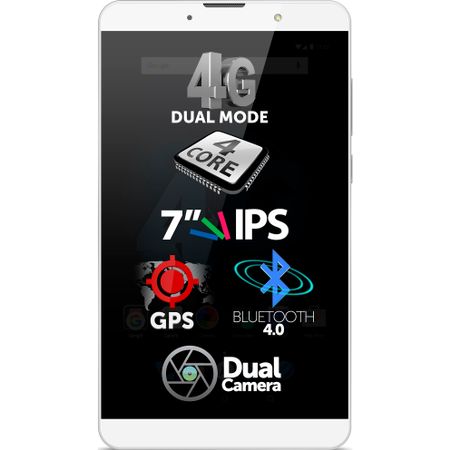 4G
DUAL MODE
4
CORE
7" IPS
GPS
BLUETOOTH
4.0
Dual
Camera